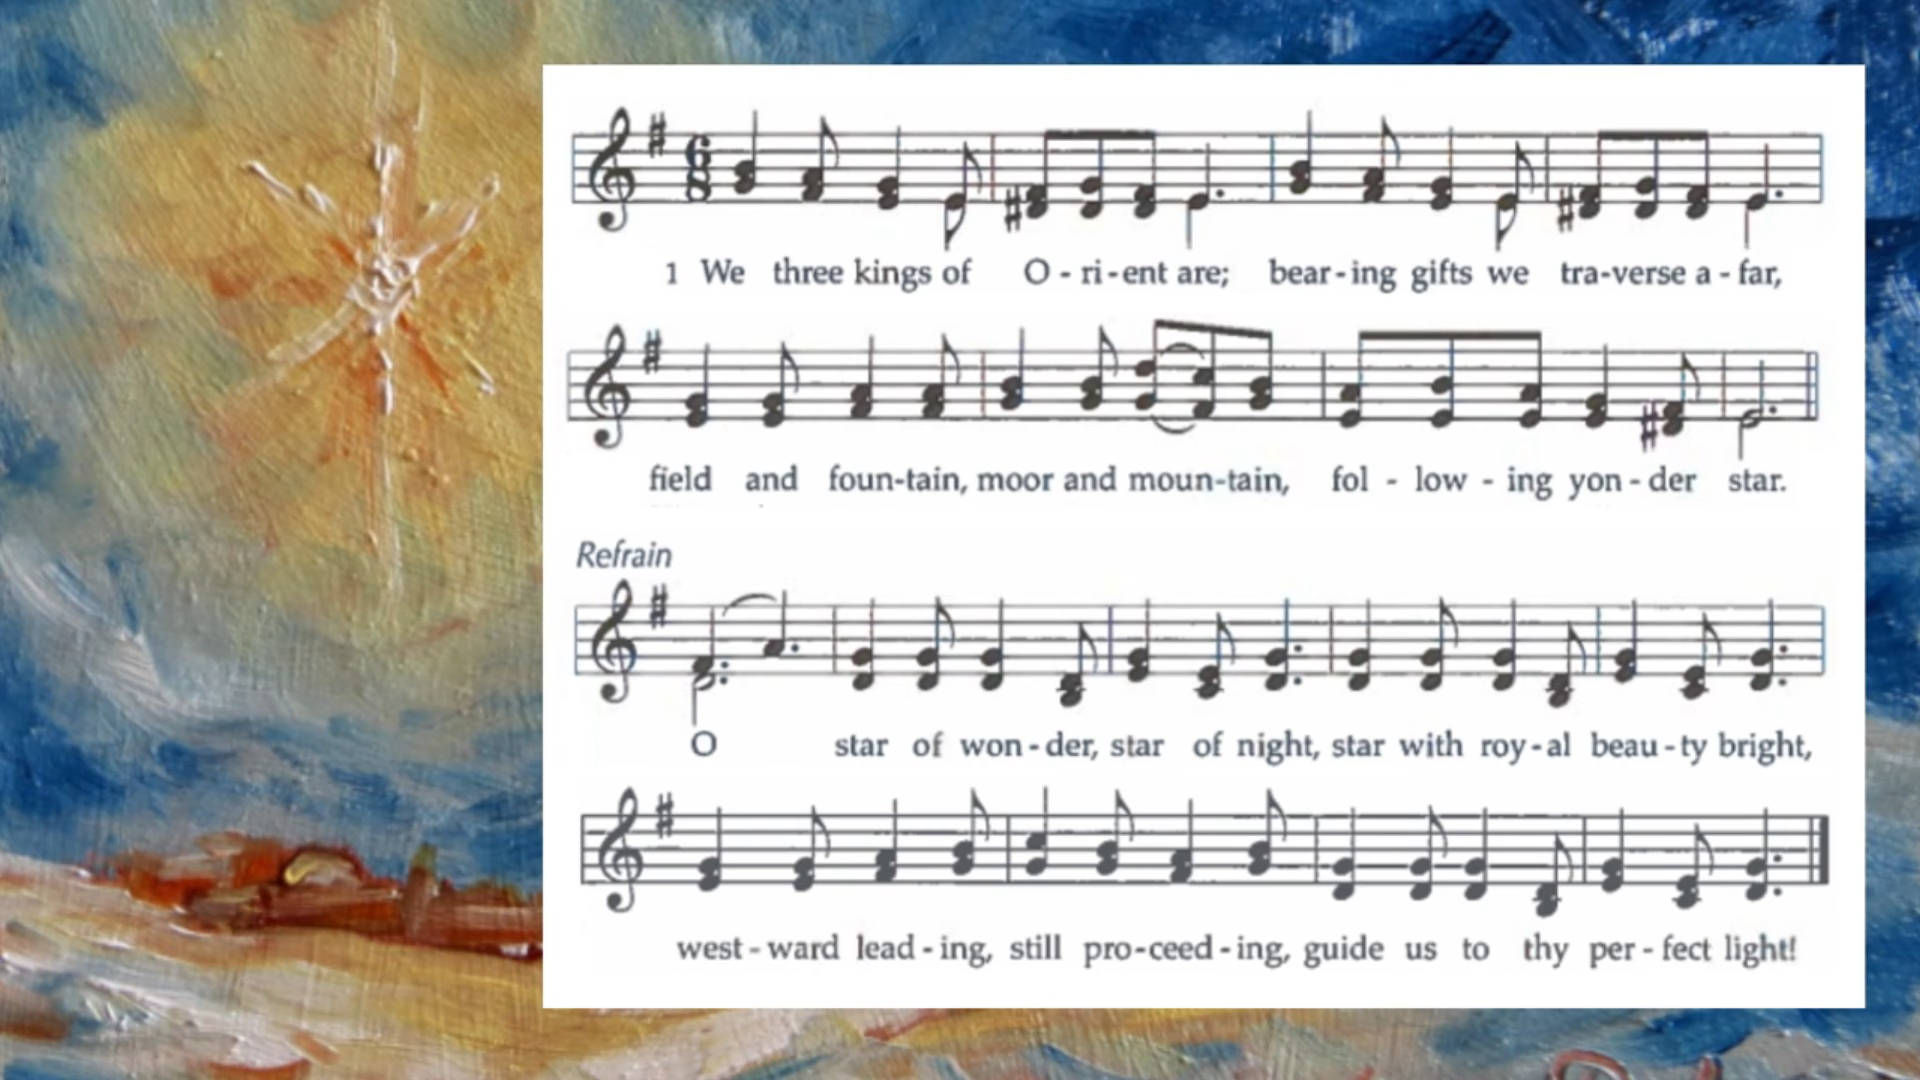 6
8
1 We three kings of O - ri - ent are; bear - ing gifts we tra - verse a - far,
field and foun - tain, moor and moun - tain, fol - low - ing yon - der star.
Refrain
O star of won - der, star of night, star with roy - al beau - ty bright,
west - ward lead - ing, still pro - ceed - ing, guide us to thy per - fect light!